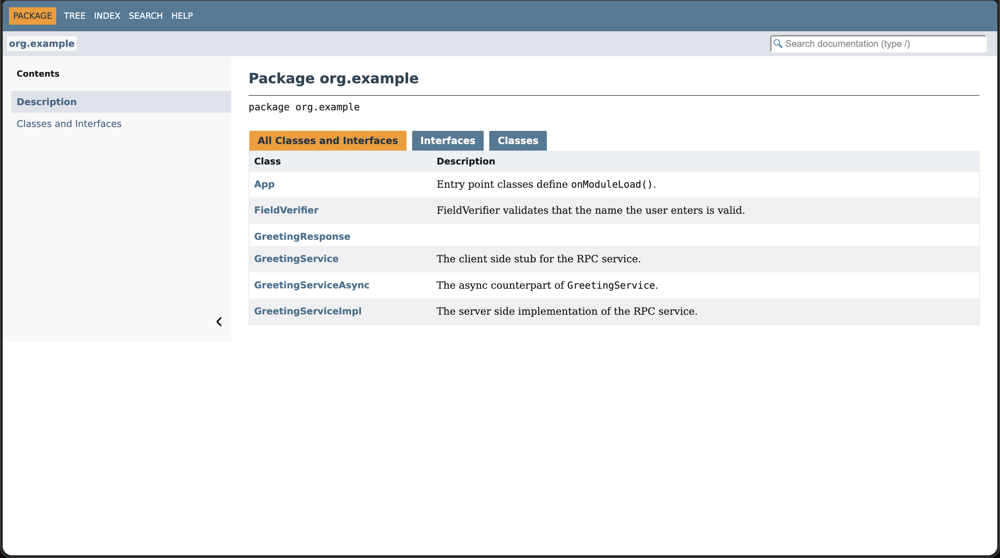 PACKAGE TREE INDEX SEARCH HELP
org.example
Search documentation (type /)
Contents
Description
Classes and Interfaces
Package org.example
package org.example
All Classes and Interfaces Interfaces Classes
Class Description
App Entry point classes define onModuleLoad().
FieldVerifier FieldVerifier validates that the name the user enters is valid.
GreetingResponse
GreetingService The client side stub for the RPC service.
GreetingServiceAsync The async counterpart of GreetingService.
GreetingServiceImpl The server side implementation of the RPC service.